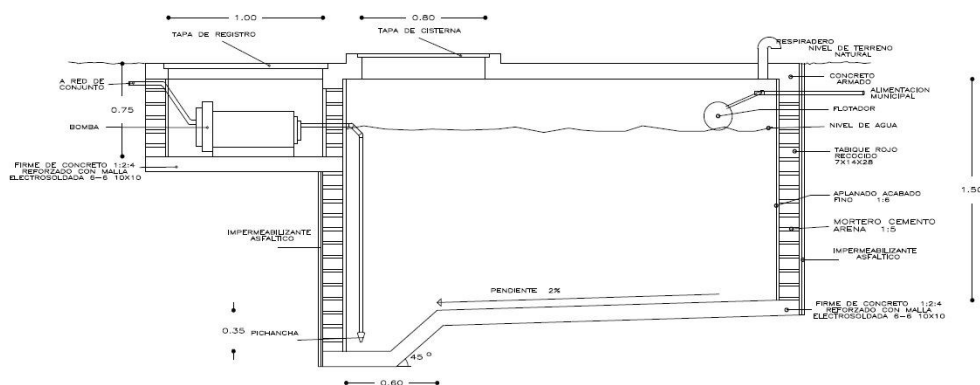 1.00
TAPA DE REGISTRO
0.80
TAPA DE CISTERNA
RESPIRADERO
NIVEL DE TERRENO
NATURAL
A RED DE
CONJUNTO
CONCRETO
ARMADO
ALIMENTACION
MUNICIPAL
0.75
FLOTADOR
BOMBA
NIVEL DE AGUA
TABIQUE ROJO
RECOCIDO
7X14X28
FIRME DE CONCRETO 1:2:4
REFORZADO CON MALLA
ELECTROSOLDADA 6-6 10X10
1.50
APLANADO ACABADO
FINO 1:6
MORTERO CEMENTO
ARENA 1:5
IMPERMEABILIZANTE
ASFALTICO
IMPERMEABILIZANTE
ASFALTICO
PENDIENTE 2%
FIRME DE CONCRETO 1:2:4
REFORZADO CON MALLA
ELECTROSOLDADA 6-6 10X10
0.35
PICHANCHA
45°
0.60